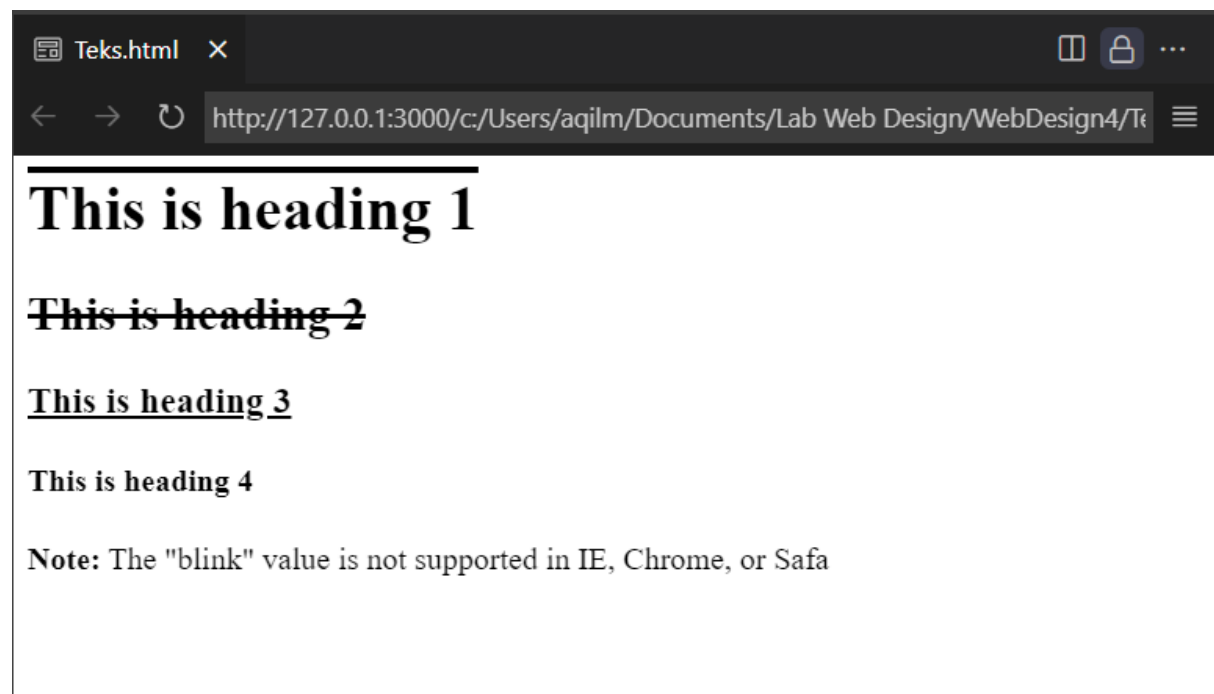 Teks.html
http://127.0.0.1:3000/c:/Users/aqilm/Documents/Lab Web Design/WebDesign4/Te
This is heading 1
This is heading 2
This is heading 3
This is heading 4
Note: The "blink" value is not supported in IE, Chrome, or Safa